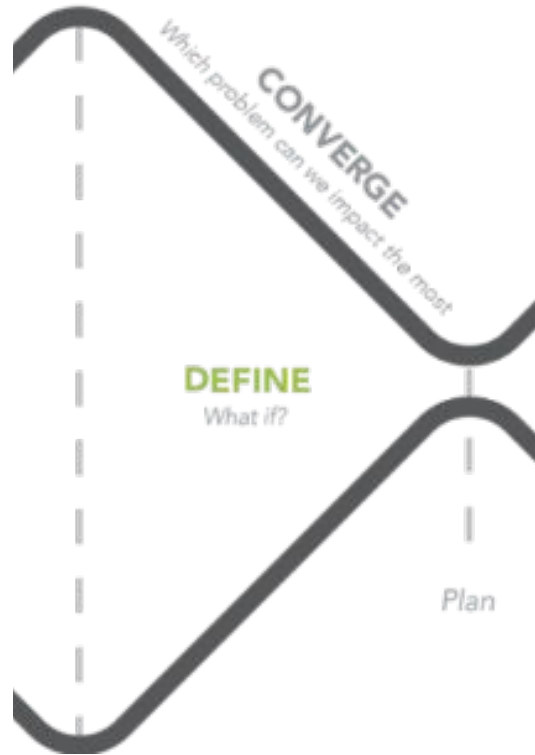 CONVERGE
Which problem can we impact the most
DEFINE
What if?
Plan